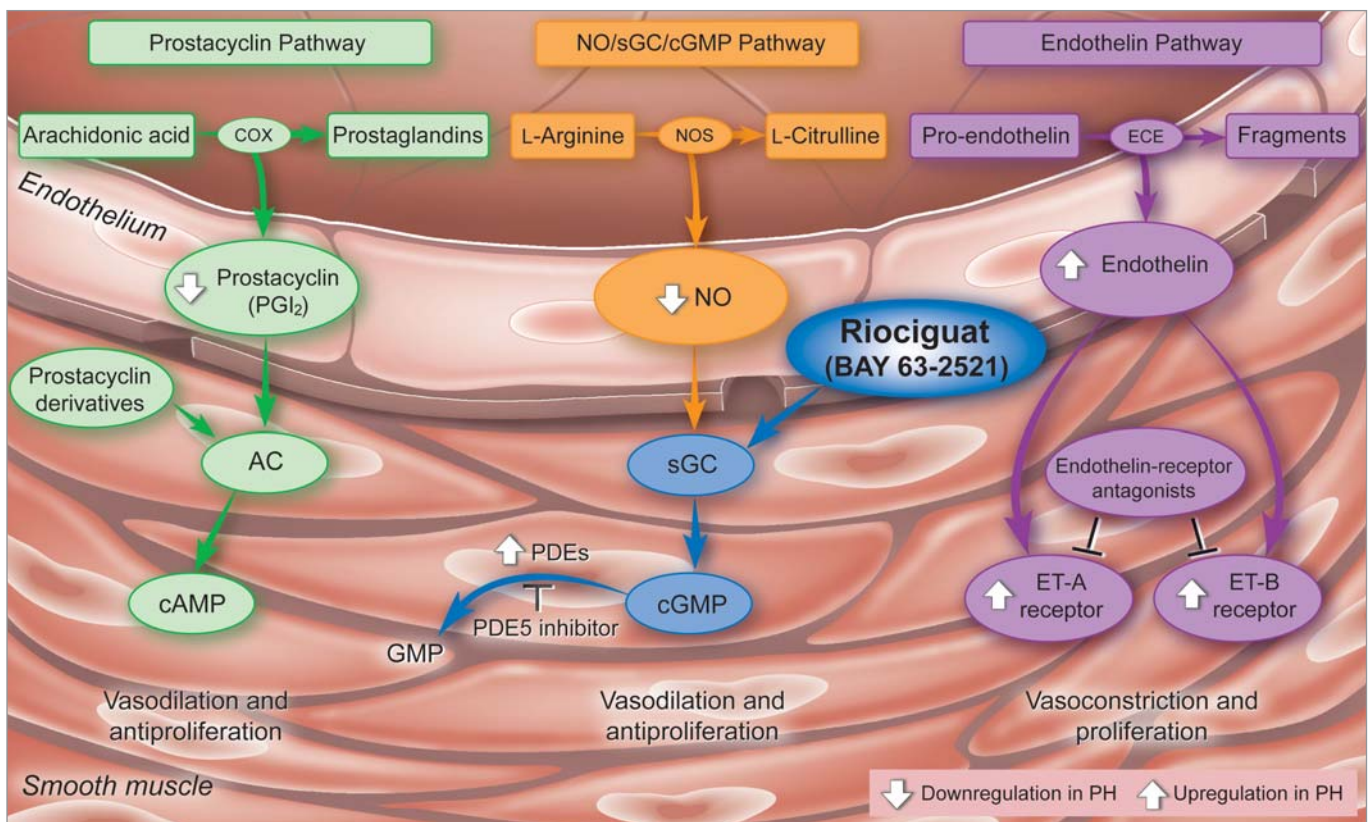 Prostacyclin Pathway
NO/sGC/cGMP Pathway
Endothelin Pathway
Arachidonic acid
COX
Prostaglandins
L-Arginine
NOS
L-Citrulline
Pro-endothelin
ECE
Fragments
Endothelium
Prostacyclin
(PGI₂)
NO
Endothelin
Riociguat
(BAY 63-2521)
Prostacyclin
derivatives
AC
sGC
Endothelin-receptor
antagonists
PDEs
cAMP
cGMP
PDE5 inhibitor
GMP
ET-A
receptor
ET-B
receptor
Vasodilation and
antiproliferation
Vasodilation and
antiproliferation
Vasoconstriction and
proliferation
Smooth muscle
Downregulation in PH
Upregulation in PH